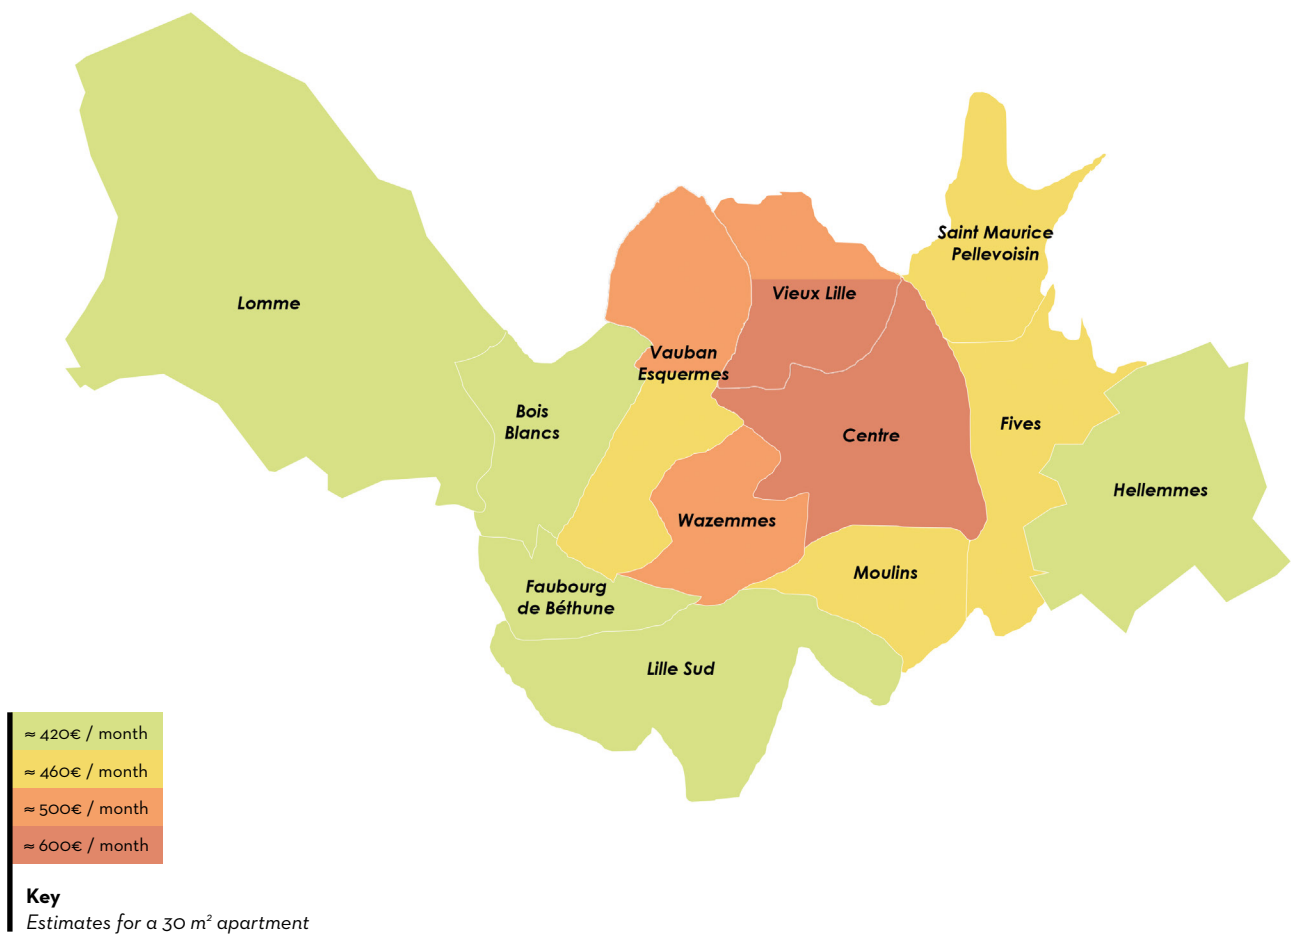 Saint Maurice
Pellevoisin
Lomme
Vieux Lille
Vauban
Esquermes
Bois
Blancs
Centre
Fives
Hellemmes
Wazemmes
Moulins
Faubourg
de Béthune
Lille Sud
≈ 420€ / month
≈ 460€ / month
≈ 500€ / month
≈ 600€ / month
Key
Estimates for a 30 m² apartment